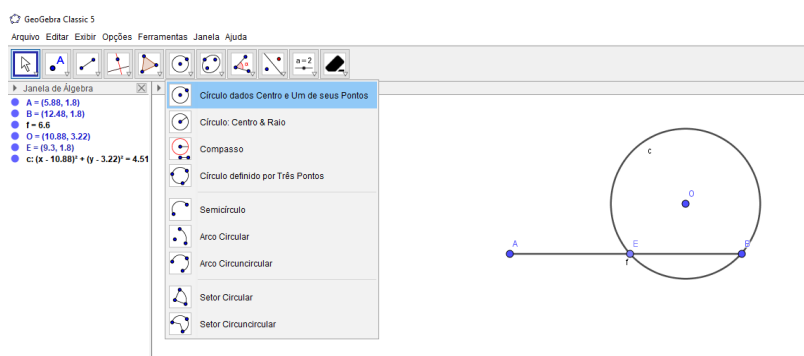 GeoGebra Classic 5
Arquivo Editar Exibir Opções Ferramentas Janela Ajuda
A
a=2
Janela de Álgebra
A = (5.88, 1.8)
B = (12.48, 1.8)
f = 6.6
O = (10.88, 3.22)
E = (9.3, 1.8)
c: (x - 10.88)² + (y - 3.22)² = 4.51
Círculo dados Centro e Um de seus Pontos
Círculo: Centro & Raio
Compasso
Círculo definido por Três Pontos
Semicírculo
Arco Circular
Arco Circuncircular
Setor Circular
Setor Circuncircular
c
O
A
E
B
f